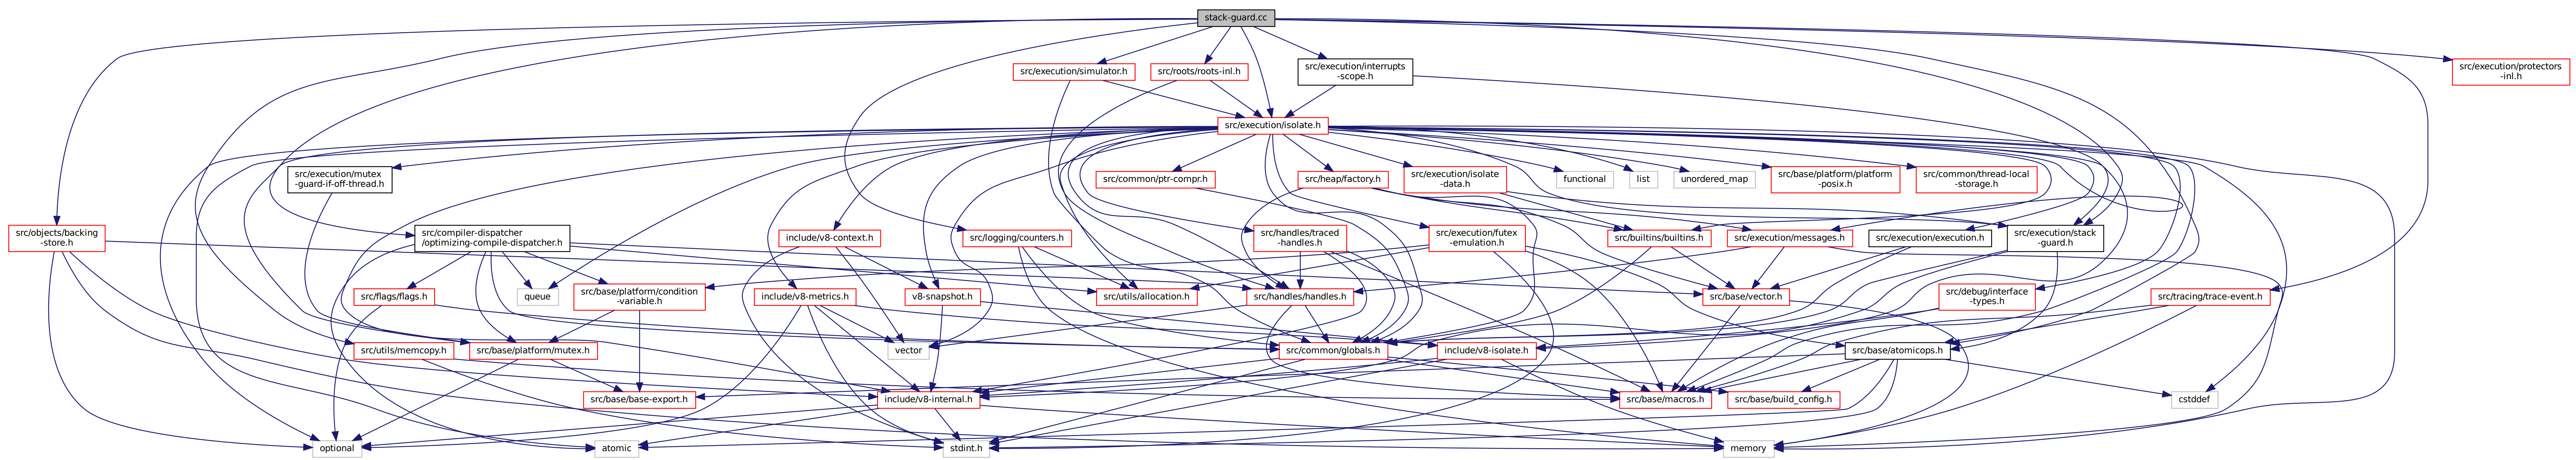 stack-guard.cc
src/execution/simulator.h
src/roots/roots-inl.h
src/execution/interrupts
-scope.h
src/execution/protectors
-inl.h
src/execution/isolate.h
src/execution/mutex
-guard-if-off-thread.h
src/common/ptr-compr.h
src/heap/factory.h
src/execution/isolate
-data.h
functional
list
unordered_map
src/base/platform/platform
-posix.h
src/common/thread-local
-storage.h
src/objects/backing
-store.h
src/compiler-dispatcher
/optimizing-compile-dispatcher.h
include/v8-context.h
src/logging/counters.h
src/handles/traced
-handles.h
src/execution/futex
-emulation.h
src/builtins/builtins.h
src/execution/messages.h
src/execution/execution.h
src/execution/stack
-guard.h
src/flags/flags.h
queue
src/base/platform/condition
-variable.h
include/v8-metrics.h
v8-snapshot.h
src/utils/allocation.h
src/handles/handles.h
src/base/vector.h
src/debug/interface
-types.h
src/tracing/trace-event.h
src/utils/memcopy.h
src/base/platform/mutex.h
vector
src/common/globals.h
include/v8-isolate.h
src/base/atomicops.h
src/base/base-export.h
include/v8-internal.h
src/base/macros.h
src/base/build_config.h
cstddef
optional
atomic
stdint.h
memory